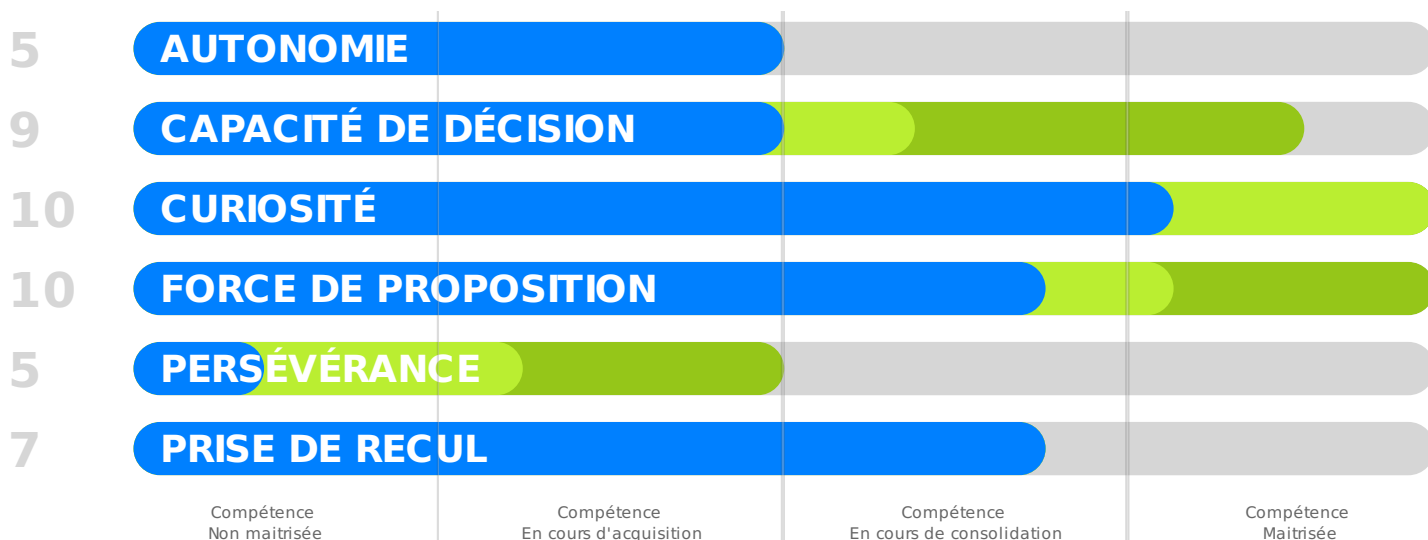 5 AUTONOMIE
9 CAPACITÉ DE DÉCISION
10 CURIOSITÉ
10 FORCE DE PROPOSITION
5 PERSÉVÉRANCE
7 PRISE DE RECUL
Compétence Compétence Compétence Compétence
Non maitrisée En cours d'acquisition En cours de consolidation Maitrisée